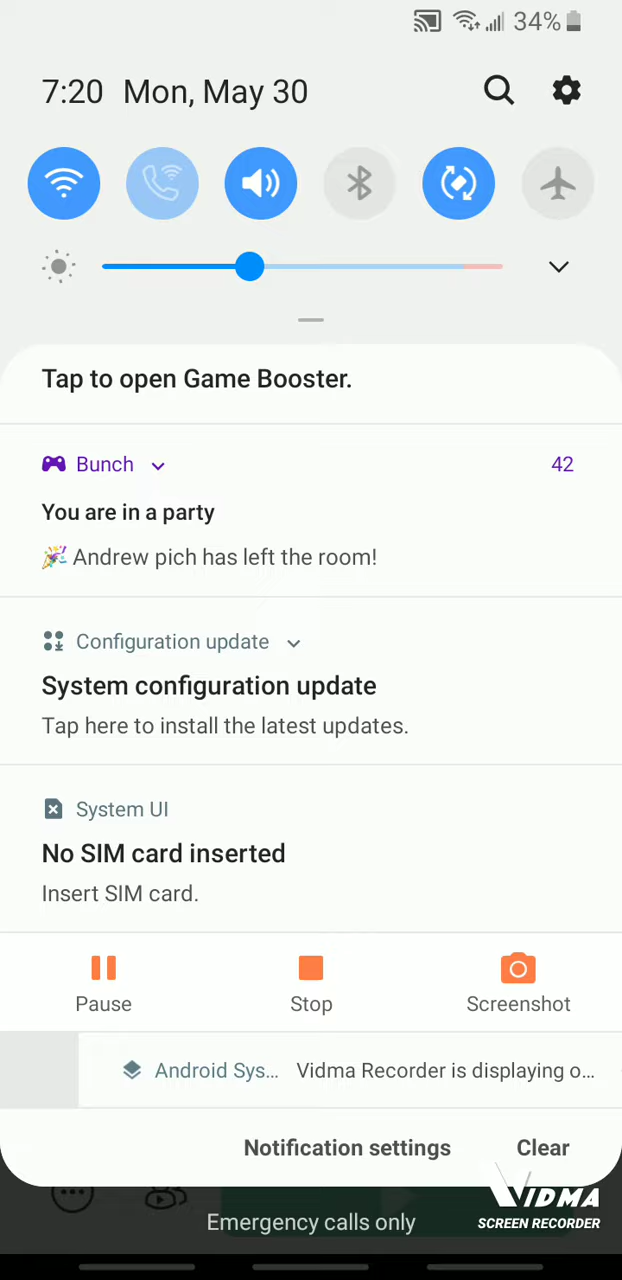 34%
7:20 Mon, May 30
Tap to open Game Booster.
Bunch 42
You are in a party
🎉 Andrew pich has left the room!
Configuration update
System configuration update
Tap here to install the latest updates.
System UI
No SIM card inserted
Insert SIM card.
Pause Stop Screenshot
Android Sys... Vidma Recorder is displaying o...
Notification settings Clear
VIDMA
SCREEN RECORDER
Emergency calls only